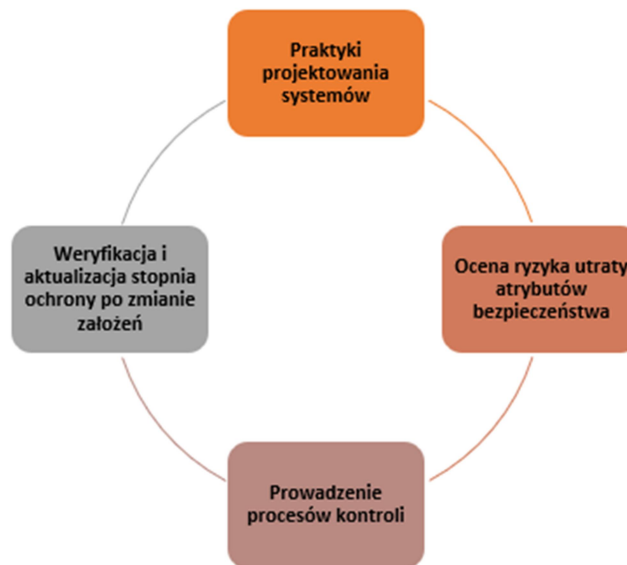 Praktyki
projektowania
systemów
Ocena ryzyka utraty
atrybutów
bezpieczeństwa
Prowadzenie
procesów kontroli
Weryfikacja i
aktualizacja stopnia
ochrony po zmianie
założeń